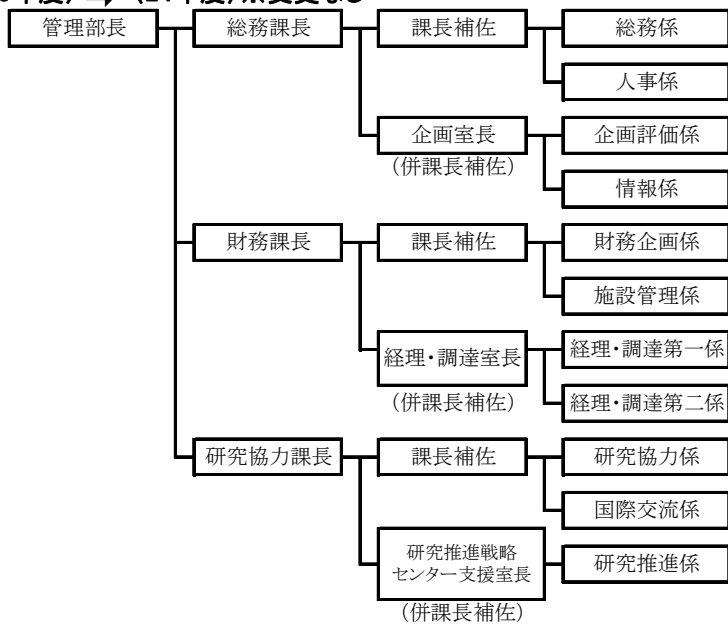 管理部長
総務課長
課長補佐
総務係
人事係
企画室長
(併課長補佐)
企画評価係
情報係
財務課長
課長補佐
財務企画係
施設管理係
経理・調達室長
(併課長補佐)
経理・調達第一係
経理・調達第二係
研究協力課長
課長補佐
研究協力係
国際交流係
研究推進戦略
センター支援室長
(併課長補佐)
研究推進係